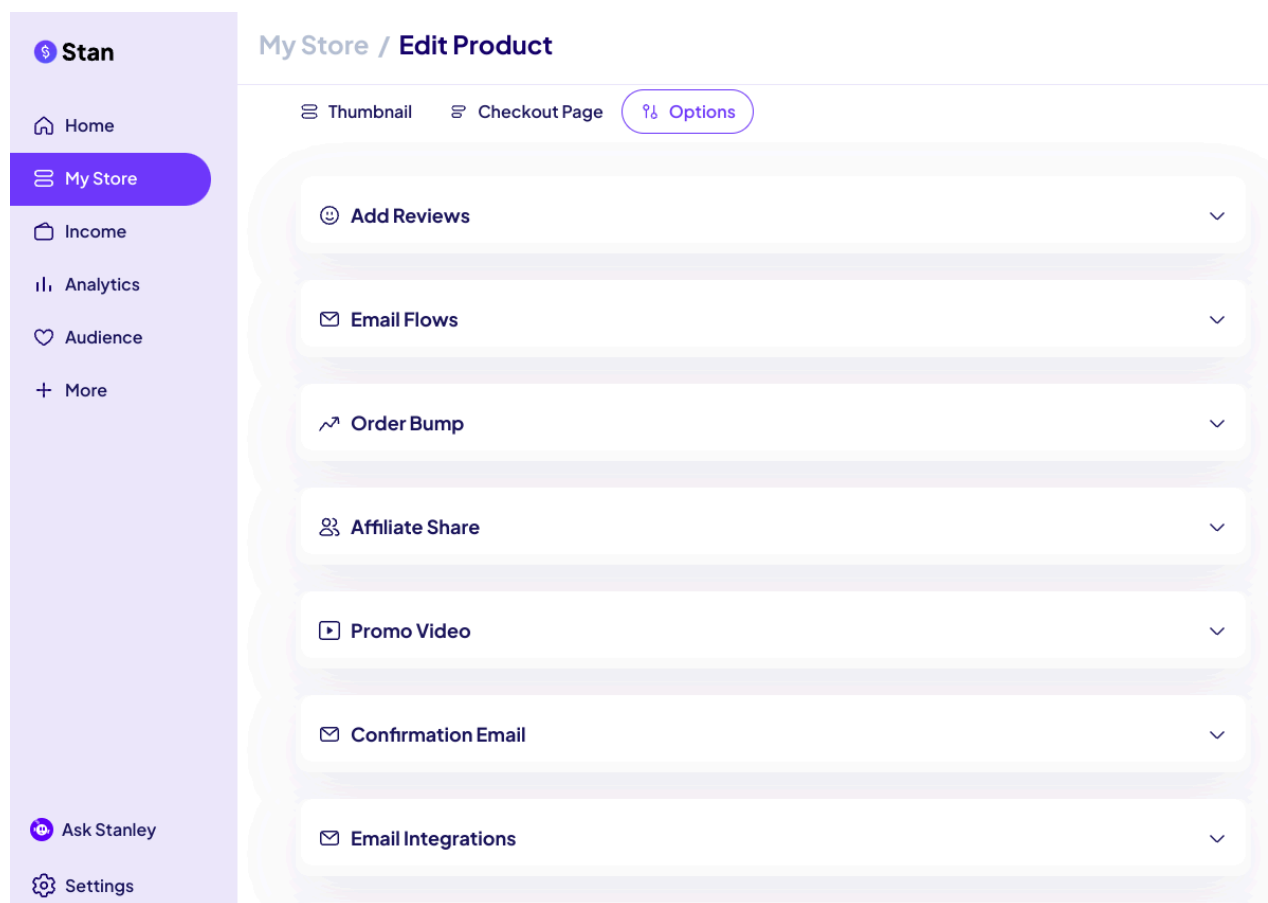 Stan
My Store / Edit Product
Thumbnail
Checkout Page
Options
Home
My Store
Income
Analytics
Audience
More
Add Reviews
Email Flows
Order Bump
Affiliate Share
Promo Video
Confirmation Email
Email Integrations
Ask Stanley
Settings